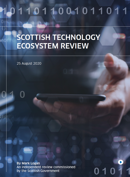 SCOTTISH TECHNOLOGY
ECOSYSTEM REVIEW
25 August 2020
By Mark Logan
an independent review commissioned
by the Scottish Government